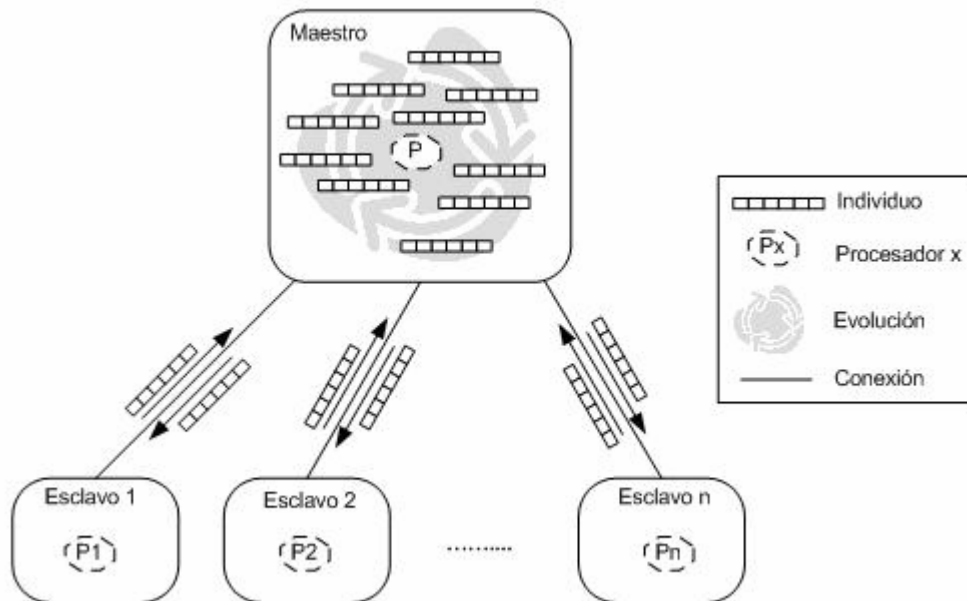 Maestro
P
Individuo
Px
Procesador x
Evolución
Conexión
Esclavo 1
P1
Esclavo 2
P2
.........
Esclavo n
Pn